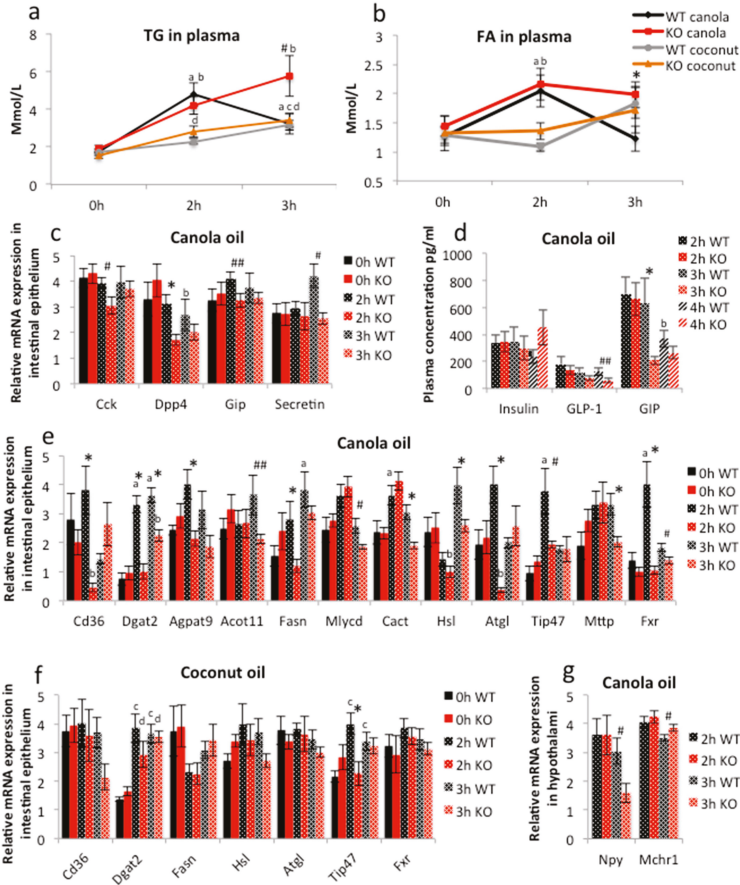 a
TG in plasma
Mmol/L
8
6
4
2
0
a b
# b
d
a c d
0h 2h 3h
b
FA in plasma
Mmol/L
2.5
2
1.5
1
0.5
a b
*
0h 2h 3h
WT canola
KO canola
WT coconut
KO coconut
c
Canola oil
Relative mRNA expression in
intestinal epithelium
5
4
3
2
1
0
#
*
b
##
#
Cck Dpp4 Gip Secretin
0h WT
0h KO
2h WT
2h KO
3h WT
3h KO
d
Canola oil
Plasma concentration pg/ml
1000
800
600
400
200
0
##
*
b
Insulin GLP-1 GIP
2h WT
2h KO
3h WT
3h KO
4h WT
4h KO
e
Canola oil
Relative mRNA expression
in intestinal epithelium
5
4
3
2
1
0
* b
a * a * b
*
##
* a
#
a * *
b * *
* b
a #
*
a * #
Cd36 Dgat2 Agpat9 Acot11 Fasn Mlycd Cact Hsl Atgl Tip47 Mttp Fxr
0h WT
0h KO
2h WT
2h KO
3h WT
3h KO
f
Coconut oil
Relative mRNA expression in
intestinal epithelium
5
4
3
2
1
0
c d c d
c * c
Cd36 Dgat2 Fasn Hsl Atgl Tip47 Fxr
0h WT
0h KO
2h WT
2h KO
3h WT
3h KO
g
Canola oil
Relative mRNA expression
in hypothalami
5
4
3
2
1
0
# #
Npy Mchr1
2h WT
2h KO
3h WT
3h KO